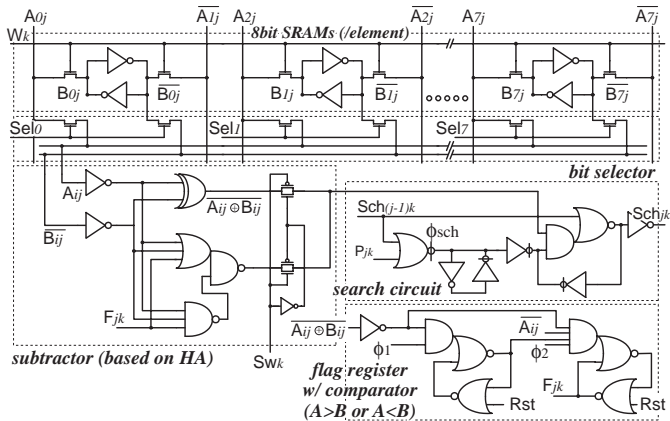 A0j A1j A2j A2j A7j A7j
8bit SRAMs (/element)
Wk
B0j B0j B1j B1j B7j B7j
Sel0 Sel1 Sel7
bit selector
Aij
Aij⊕Bij
Bij
Fjk
subtractor (based on HA)
Swk
Sch(j-1)k
ϕsch
Pjk
Schjk
search circuit
Aij⊕Bij
ϕ1
Aij
ϕ2
Fjk
Rst Rst
flag register
w/ comparator
(A>B or A<B)